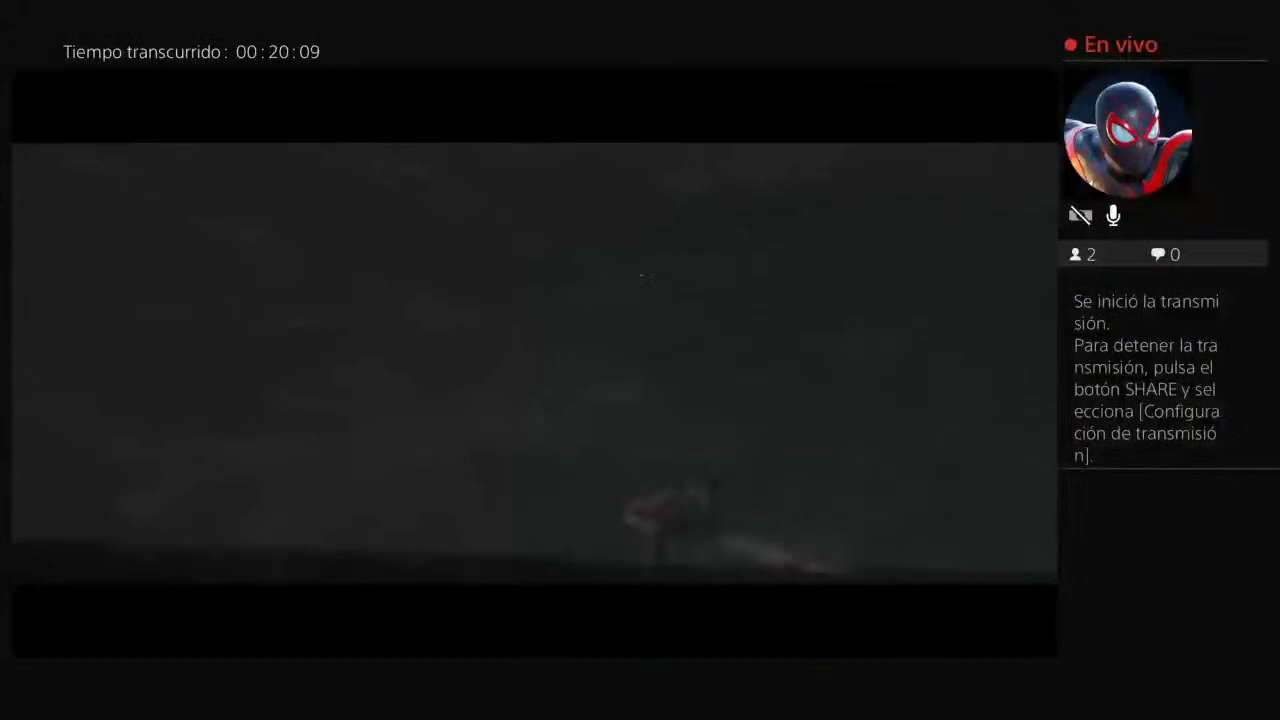 Tiempo transcurrido: 00:20:09
En vivo
2
0
Se inició la transmi
sión.
Para detener la tra
nsmisión, pulsa el
botón SHARE y sel
ecciona [Configura
ción de transmisió
n].